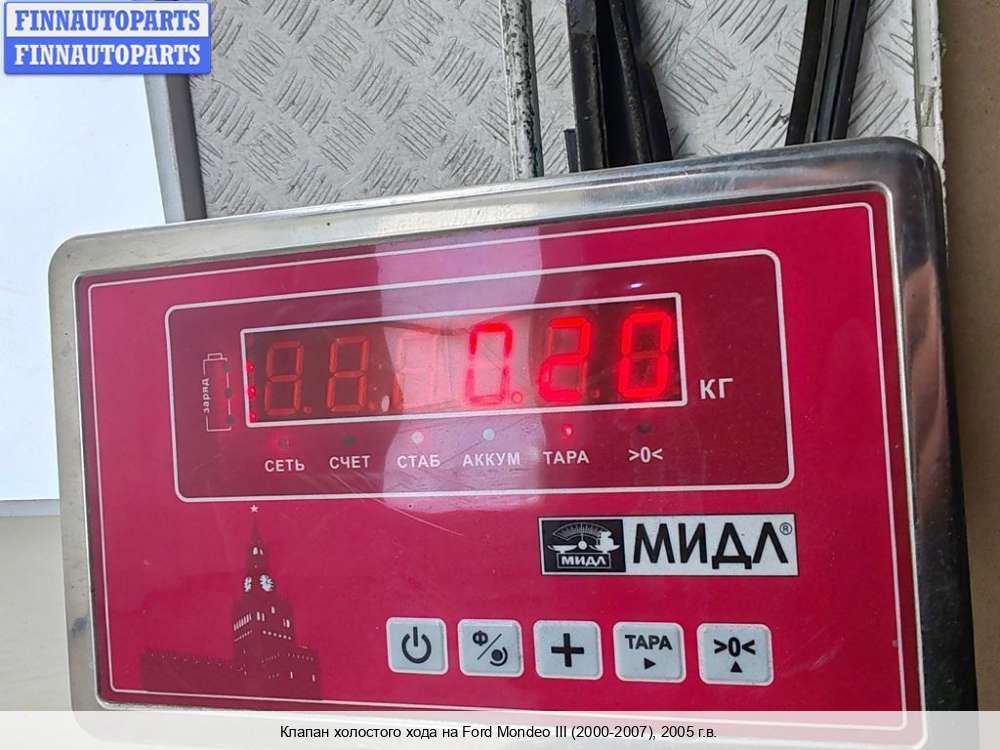 FINNAUTOPARTS
FINNAUTOPARTS
заряд
0.20
КГ
СЕТЬ СЧЕТ СТАБ АККУМ ТАРА >0<
МИДЛ МИДЛ®
Ф ТАРА >0<
Клапан холостого хода на Ford Mondeo III (2000-2007), 2005 г.в.